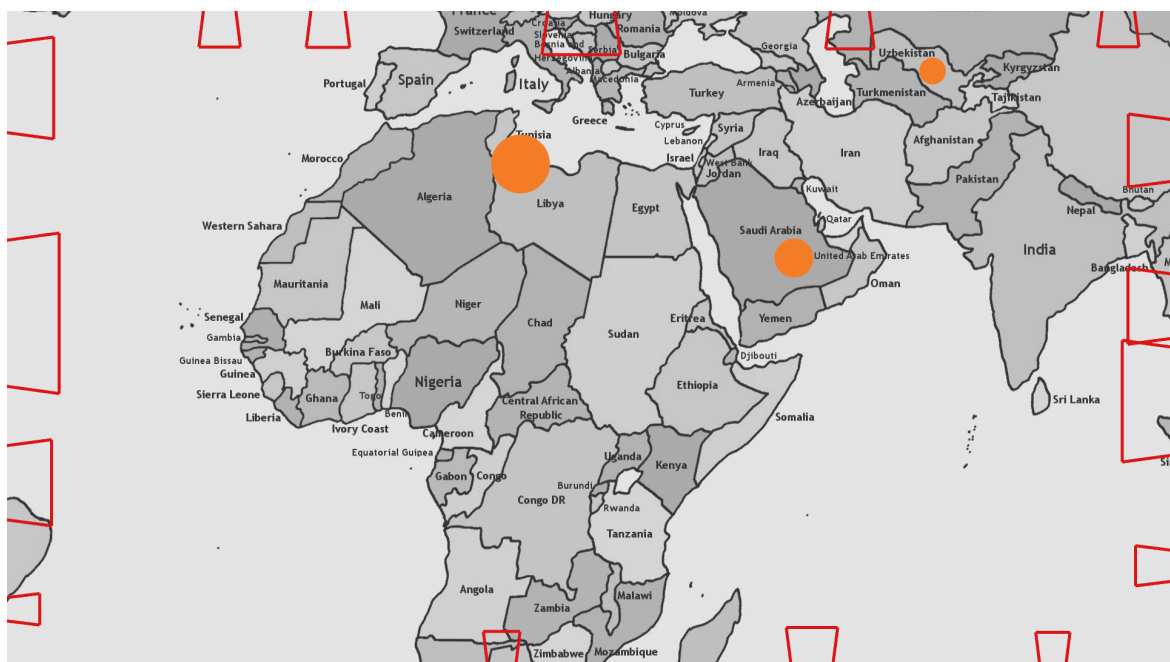 France
Hungary
Moldova
Switzerland
Croatia
Slovenia
Romania
Bosnia and
Herzegovina
Serbia
Bulgaria
Albania
Macedonia
Georgia
Uzbekistan
Kyrgyzstan
Portugal
Spain
Italy
Turkey
Armenia
Azerbaijan
Turkmenistan
Tajikistan
Greece
Tunisia
Cyprus
Lebanon
Syria
Israel
West Bank
Jordan
Iraq
Iran
Afghanistan
Pakistan
Morocco
Algeria
Libya
Egypt
Kuwait
Qatar
Nepal
Bhutan
Western Sahara
Saudi Arabia
United Arab Emirates
India
Bangladesh
Mauritania
Mali
Niger
Chad
Sudan
Eritrea
Yemen
Oman
Senegal
Gambia
Guinea Bissau
Guinea
Burkina Faso
Djibouti
Sierra Leone
Ghana
Togo
Benin
Nigeria
Central African
Republic
Ethiopia
Somalia
Sri Lanka
Liberia
Ivory Coast
Cameroon
Equatorial Guinea
Gabon
Congo
Congo DR
Uganda
Kenya
Burundi
Rwanda
Tanzania
Angola
Zambia
Malawi
Zimbabwe
Mozambique